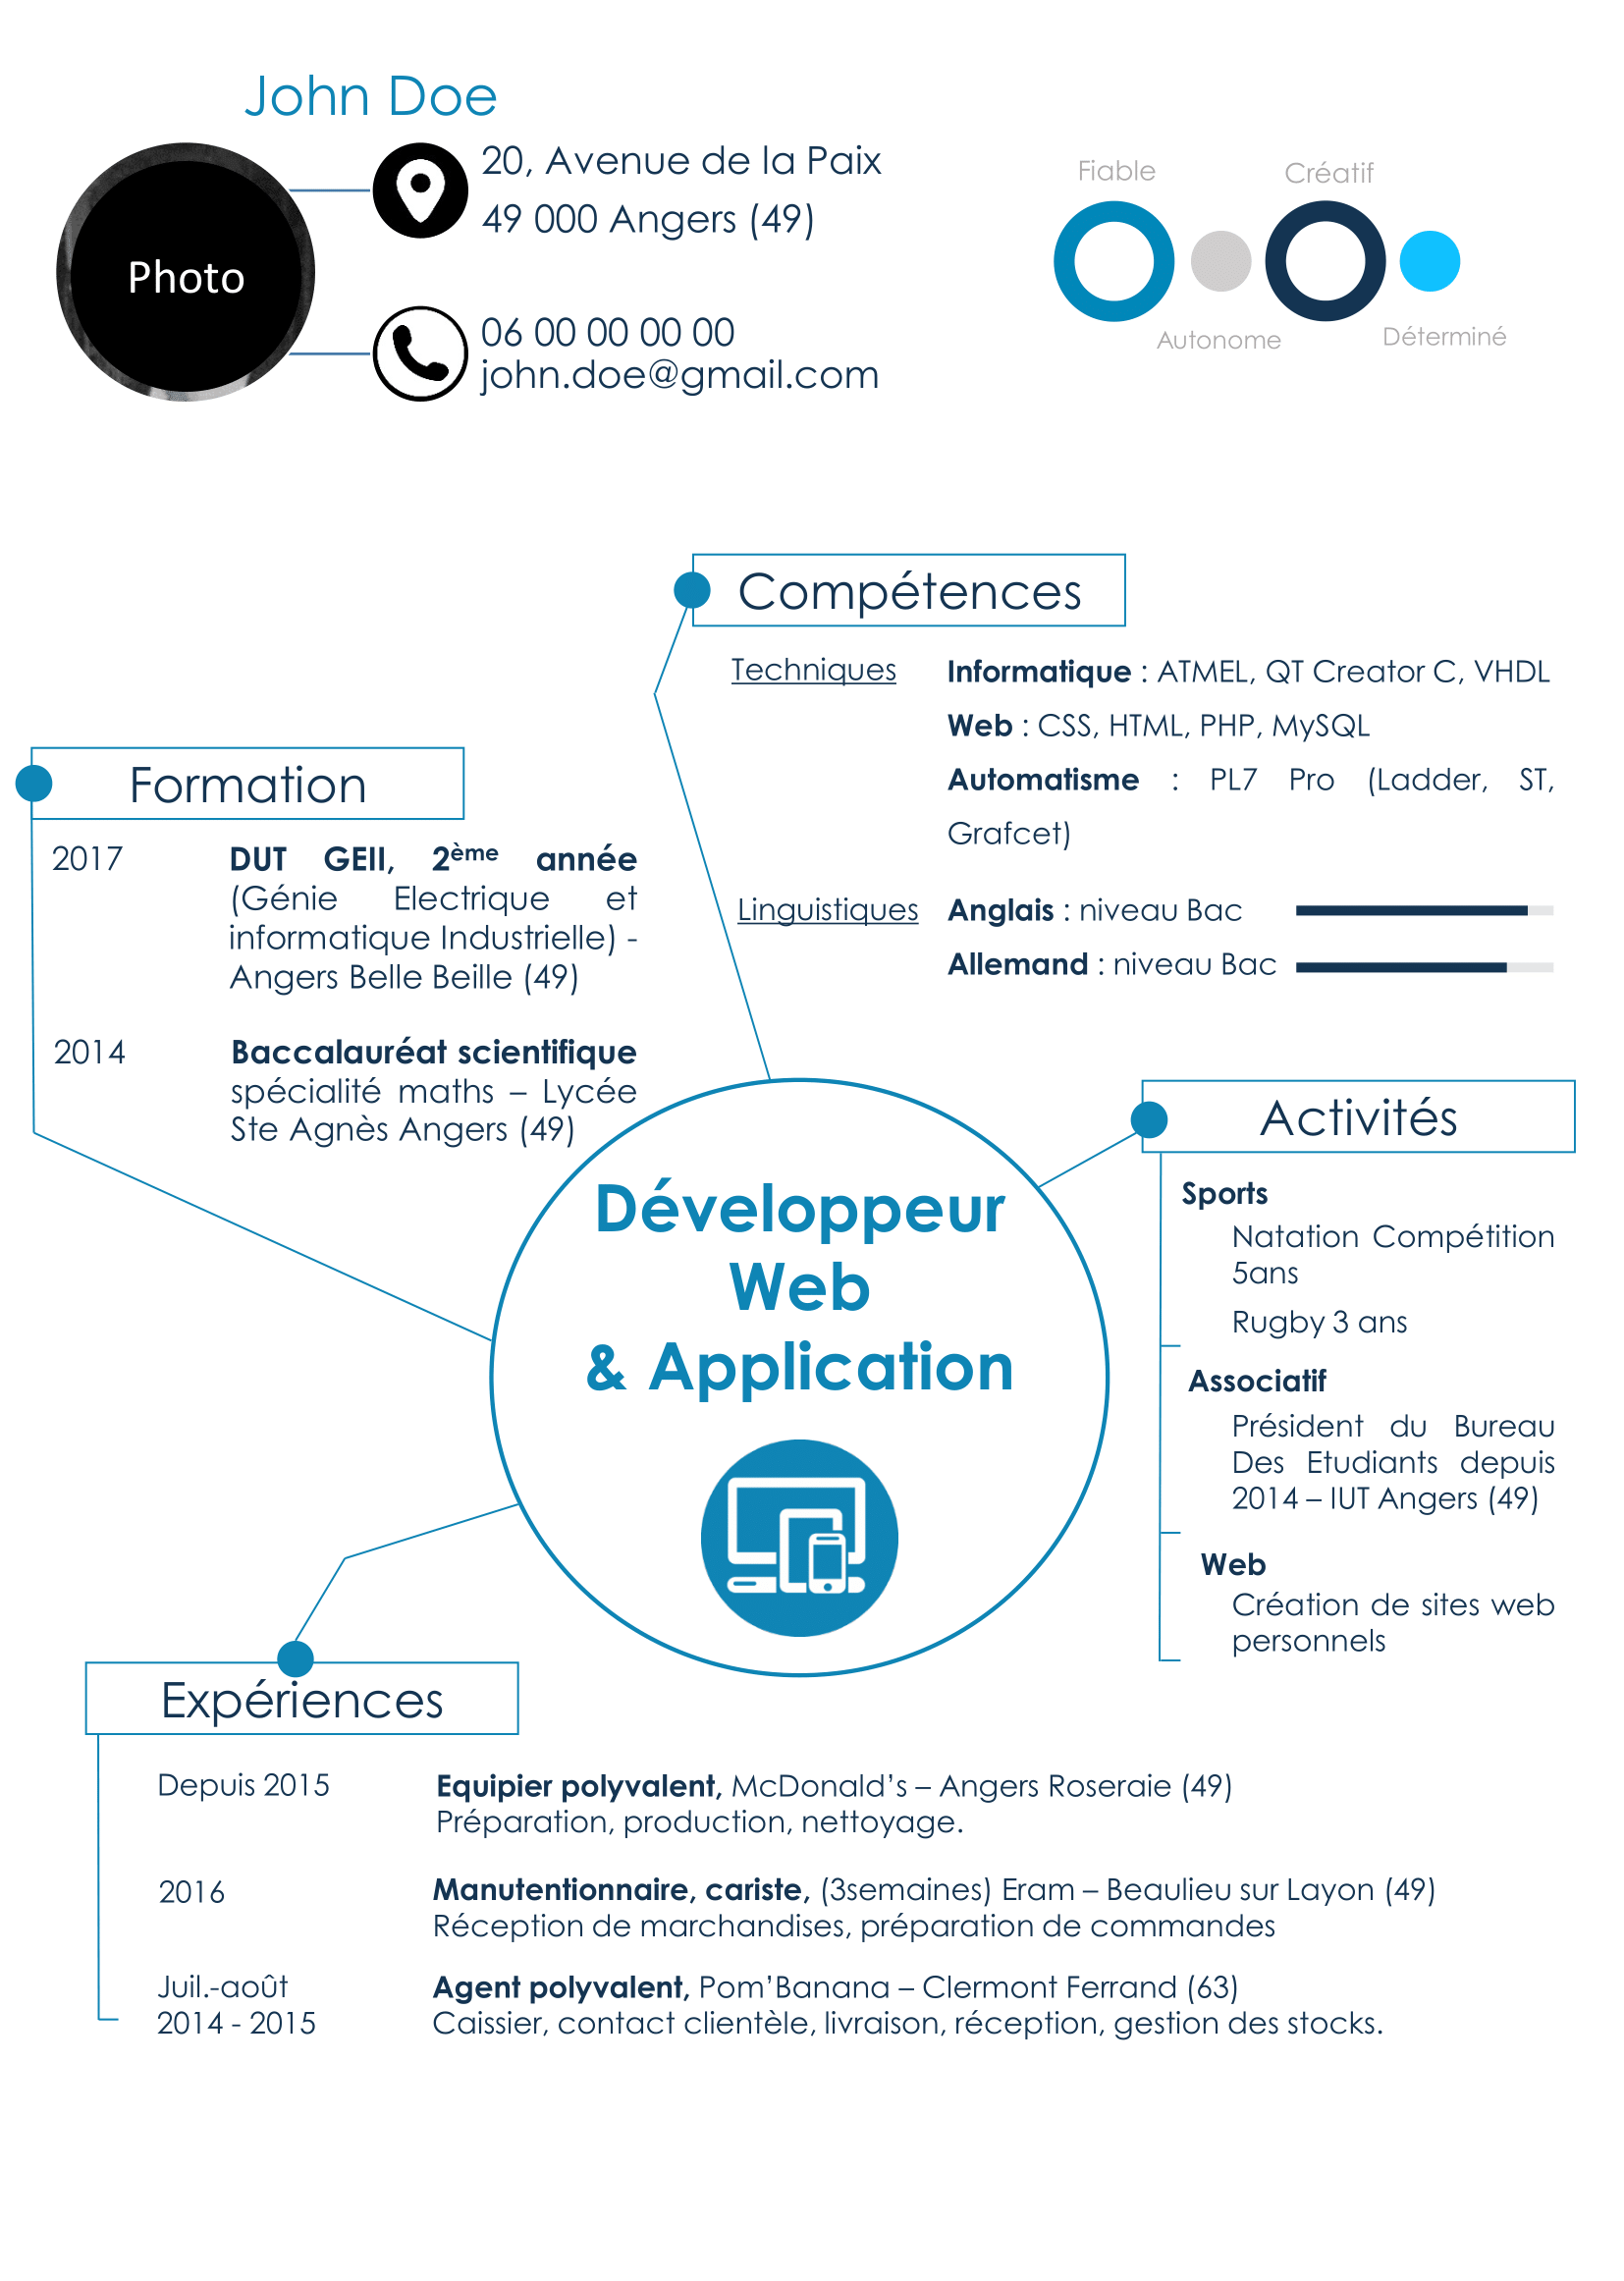 John Doe
Photo
20, Avenue de la Paix
49 000 Angers (49)
06 00 00 00 00
john.doe@gmail.com
Fiable
Créatif
Autonome
Déterminé
Compétences
Techniques
Informatique : ATMEL, QT Creator C, VHDL
Web : CSS, HTML, PHP, MySQL
Automatisme : PL7 Pro (Ladder, ST,
Grafcet)
Linguistiques
Anglais : niveau Bac
Allemand : niveau Bac
Formation
2017
DUT GEII, 2ème année
(Génie Electrique et
informatique Industrielle) -
Angers Belle Beille (49)
2014
Baccalauréat scientifique
spécialité maths – Lycée
Ste Agnès Angers (49)
Développeur
Web
& Application
Activités
Sports
Natation Compétition
5ans
Rugby 3 ans
Associatif
Président du Bureau
Des Etudiants depuis
2014 – IUT Angers (49)
Web
Création de sites web
personnels
Expériences
Depuis 2015
Equipier polyvalent, McDonald’s – Angers Roseraie (49)
Préparation, production, nettoyage.
2016
Manutentionnaire, cariste, (3semaines) Eram – Beaulieu sur Layon (49)
Réception de marchandises, préparation de commandes
Juil.-août
2014 - 2015
Agent polyvalent, Pom’Banana – Clermont Ferrand (63)
Caissier, contact clientèle, livraison, réception, gestion des stocks.